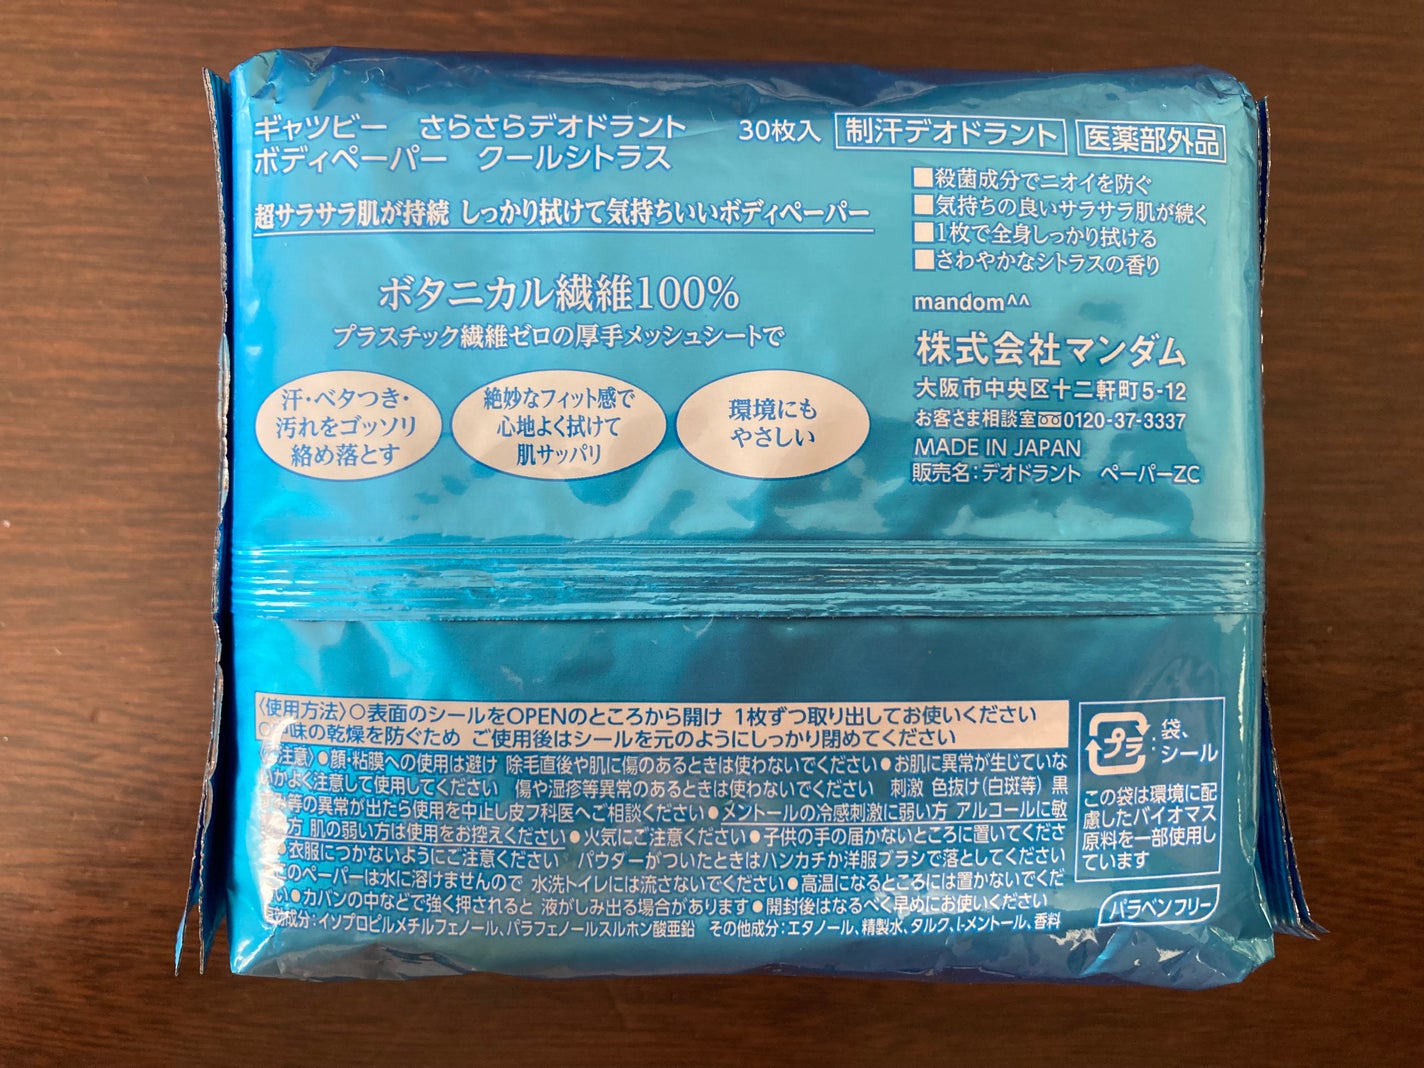 ギャツビー　さらさらデオドラント
ボディペーパー　クールシトラス
30枚入 制汗デオドラント 医薬部外品
超サラサラ肌が持続 しっかり拭けて気持ちいいボディペーパー
■殺菌成分でニオイを防ぐ
■気持ちの良いサラサラ肌が続く
■1枚で全身しっかり拭ける
■さわやかなシトラスの香り
ボタニカル繊維100%
プラスチック繊維ゼロの厚手メッシュシートで
汗・ベタつき・
汚れをゴッソリ
絡め落とす
絶妙なフィット感で
心地よく拭けて
肌サッパリ
環境にも
やさしい
mandom^^
株式会社マンダム
大阪市中央区十二軒町5-12
お客さま相談室 0120-37-3337
MADE IN JAPAN
販売名：デオドラント　ペーパーZC
〈使用方法〉○表面のシールをOPENのところから開け 1枚ずつ取り出してお使いください
味の乾燥を防ぐため ご使用後はシールを元のようにしっかり閉めてください
注意〉●顔・粘膜への使用は避け 除毛直後や肌に傷のあるときは使わないでください●お肌に異常が生じていな
かよく注意して使用してください　傷や湿疹等異常のあるときは使わないでください　刺激 色抜け(白斑等) 黒
等の異常が出たら使用を中止し皮フ科医へご相談ください●メントールの冷感刺激に弱い方 アルコールに敏
方 肌の弱い方は使用をお控えください●火気にご注意ください●子供の手の届かないところに置いてくださ
●衣服につかないようにご注意ください　パウダーがついたときはハンカチか洋服ブラシで落としてください
このペーパーは水に溶けませんので 水洗トイレには流さないでください●高温になるところには置かないでくだ
い●カバンの中などで強く押されると 液がしみ出る場合があります●開封後はなるべく早めにお使いください
成分：イソプロピルメチルフェノール、パラフェノールスルホン酸亜鉛　その他成分：エタノール、精製水、タルク、l-メントール、香料
プラ：袋、
シール
この袋は環境に配
慮したバイオマス
原料を一部使用し
ています
パラベンフリー